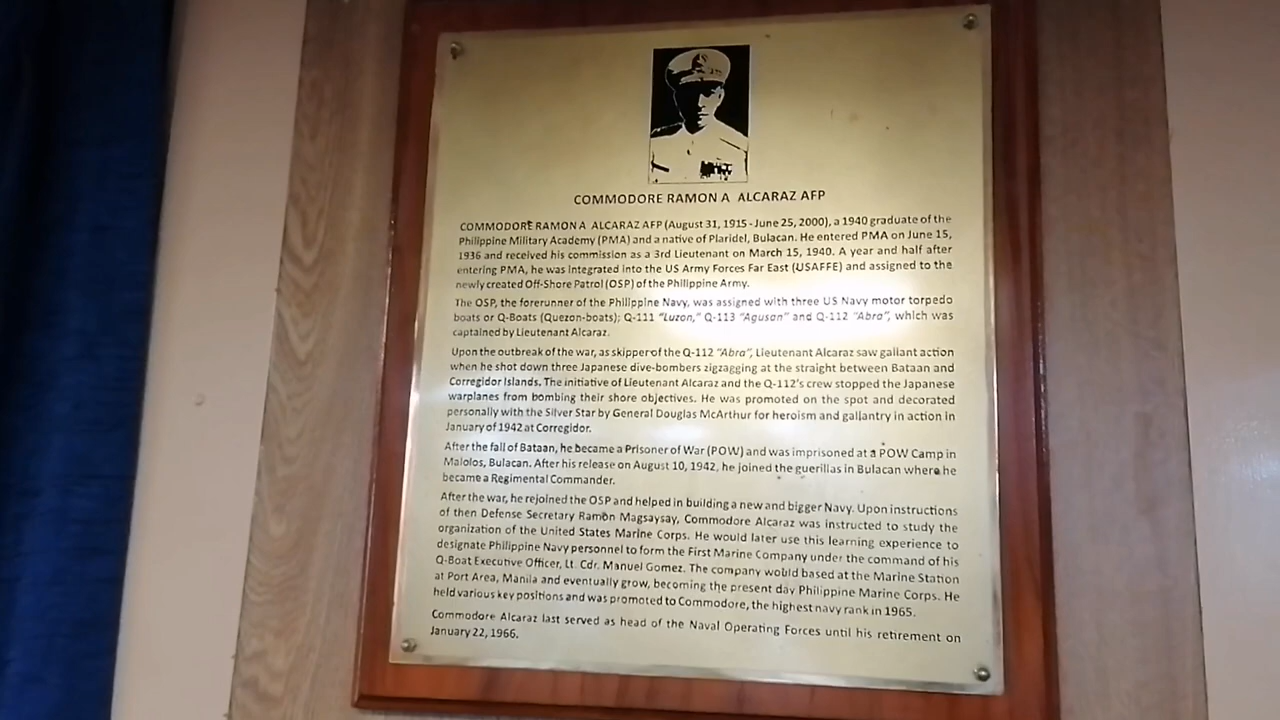 COMMODORE RAMON A ALCARAZ AFP
COMMODORE RAMON A ALCARAZ AFP (August 31, 1915 - June 25, 2000), a 1940 graduate of the
Philippine Military Academy (PMA) and a native of Plaridel, Bulacan. He entered PMA on June 15,
1936 and received his commission as a 3rd Lieutenant on March 15, 1940. A year and half after
entering PMA, he was integrated into the US Army Forces Far East (USAFFE) and assigned to the
newly created Off-Shore Patrol (OSP) of the Philippine Army.
The OSP, the forerunner of the Philippine Navy, was assigned with three US Navy motor torpedo
boats or Q-Boats (Quezon-boats); Q-111 "Luzon," Q-113 "Agusan" and Q-112 "Abra", which was
captained by Lieutenant Alcaraz.
Upon the outbreak of the war, as skipper of the Q-112 "Abra", Lieutenant Alcaraz saw gallant action
when he shot down three Japanese dive-bombers zigzagging at the straight between Bataan and
Corregidor Islands. The initiative of Lieutenant Alcaraz and the Q-112's crew stopped the Japanese
warplanes from bombing their shore objectives. He was promoted on the spot and decorated
personally with the Silver Star by General Douglas McArthur for heroism and gallantry in action in
January of 1942 at Corregidor.
After the fall of Bataan, he became a Prisoner of War (POW) and was imprisoned at a POW Camp in
Malolos, Bulacan. After his release on August 10, 1942, he joined the guerillas in Bulacan where he
became a Regimental Commander.
After the war, he rejoined the OSP and helped in building a new and bigger Navy. Upon instructions
of then Defense Secretary Ramon Magsaysay, Commodore Alcaraz was instructed to study the
organization of the United States Marine Corps. He would later use this learning experience to
designate Philippine Navy personnel to form the First Marine Company under the command of his
Q-Boat Executive Officer, Lt. Cdr. Manuel Gomez. The company would based at the Marine Station
at Port Area, Manila and eventually grow, becoming the present day Philippine Marine Corps. He
held various key positions and was promoted to Commodore, the highest navy rank in 1965.
Commodore Alcaraz last served as head of the Naval Operating Forces until his retirement on
January 22, 1966.